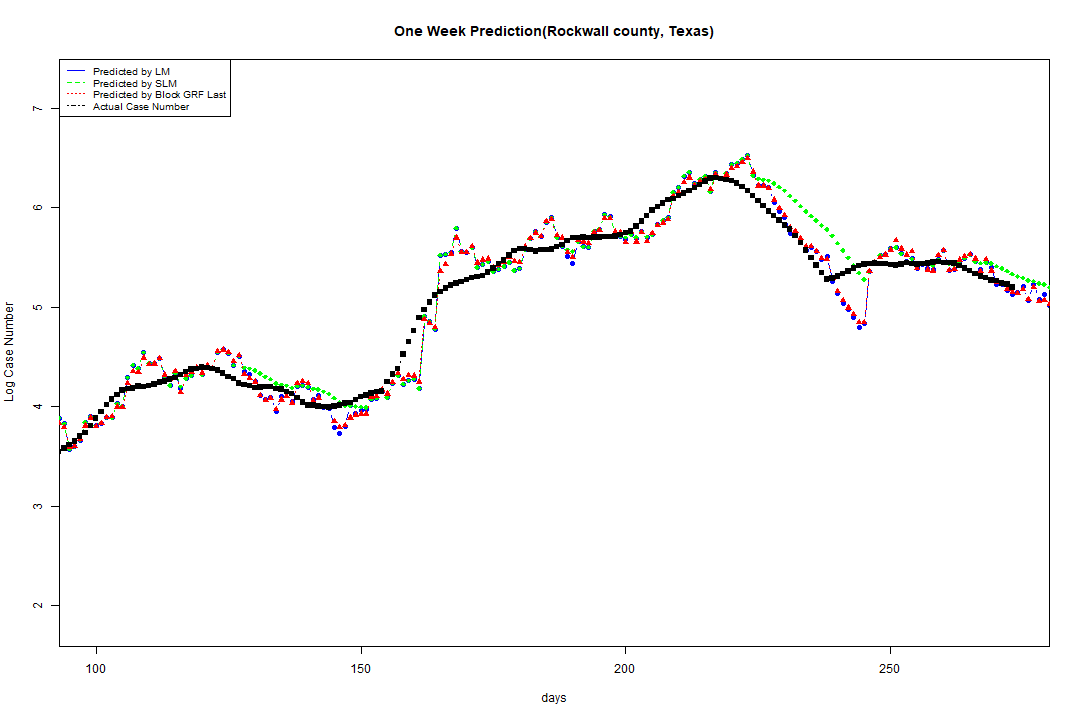 One Week Prediction(Rockwall county, Texas)
Predicted by LM
Predicted by SLM
Predicted by Block GRF Last
Actual Case Number
7
6
5
4
3
2
Log Case Number
100
150
200
250
days